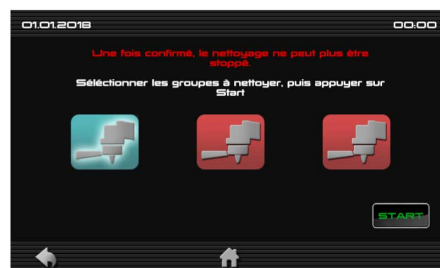 01.01.2018 00:00
Une fois confirmé, le nettoyage ne peut plus être
stoppé.
Séléctionner les groupes à nettoyer, puis appuyer sur
Start
START